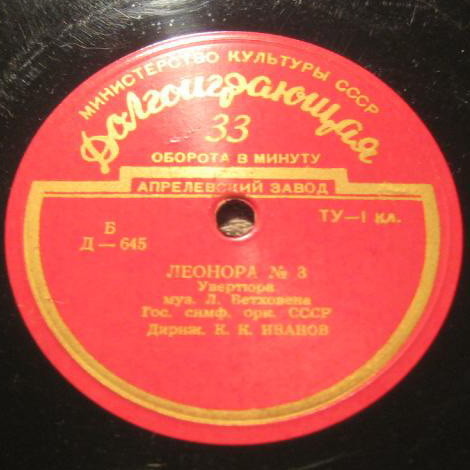 МИНИСТЕРСТВО КУЛЬТУРЫ СССР
Долгоиграющая
33
ОБОРОТА В МИНУТУ
АПРЕЛЕВСКИЙ ЗАВОД
Б
Д—645
ТУ—1 кл.
ЛЕОНОРА № 3
Увертюра
муз. Л. Бетховена
Гос. симф. орк. СССР
Дириж. К. К. ИВАНОВ